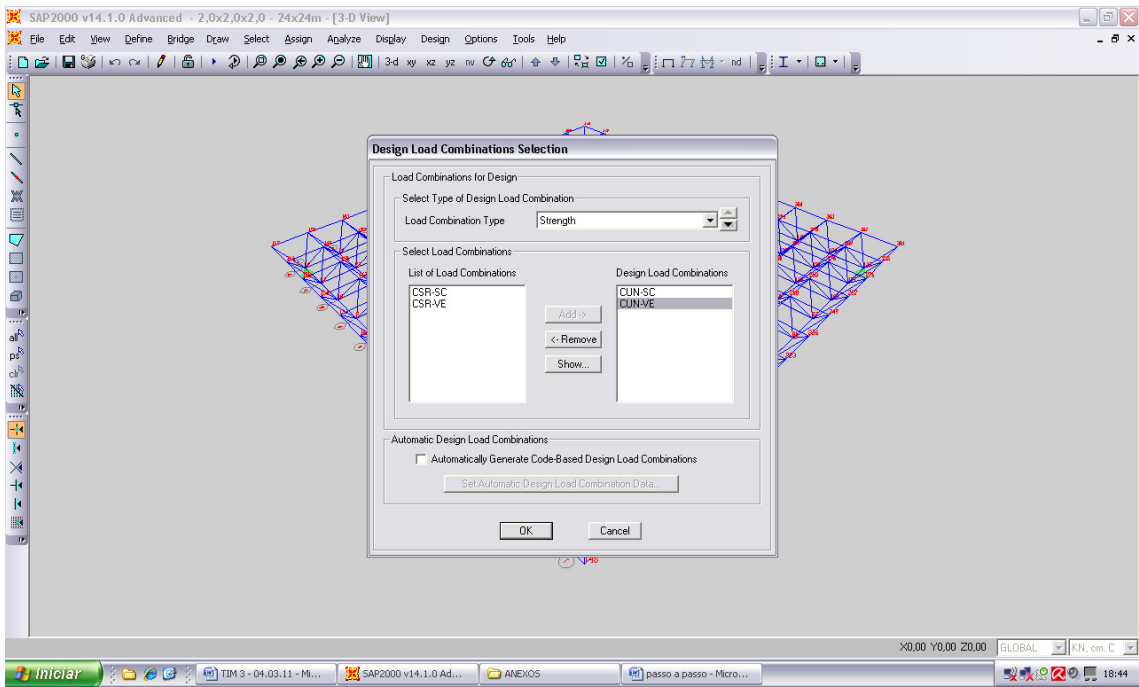 SAP2000 v14.1.0 Advanced - 2,0x2,0x2,0 - 24x24m - [3-D View]
File Edit View Define Bridge Draw Select Assign Analyze Display Design Options Tools Help
3-d xy xz yz nv nd
Design Load Combinations Selection
Load Combinations for Design
Select Type of Design Load Combination
Load Combination Type Strength
Select Load Combinations
List of Load Combinations Design Load Combinations
CSR-SC CUN-SC
CSR-VE CUN-VE
Add ->
<- Remove
Show...
all
ps
clr
Automatic Design Load Combinations
Automatically Generate Code-Based Design Load Combinations
Set Automatic Design Load Combination Data...
OK Cancel
X0,00 Y0,00 Z0,00 GLOBAL KN, cm, C
Iniciar TIM 3 - 04.03.11 - Mi... SAP2000 v14.1.0 Ad... ANEXOS passo a passo - Micro... 18:44